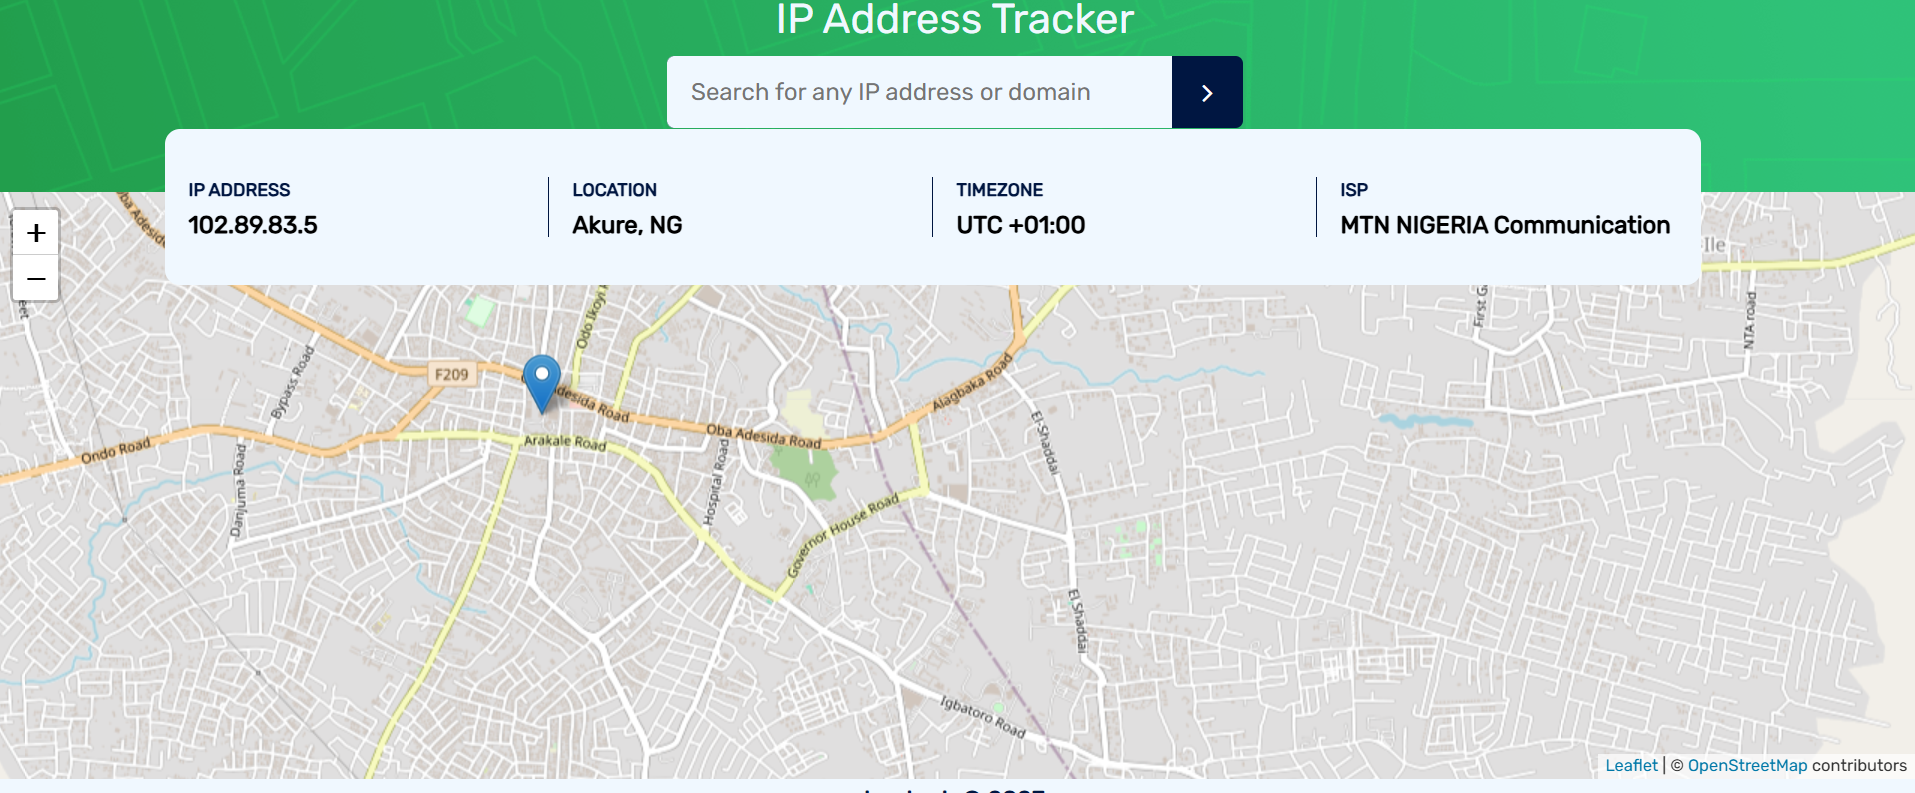 IP Address Tracker
Search for any IP address or domain
IP ADDRESS
102.89.83.5
LOCATION
Akure, NG
TIMEZONE
UTC +01:00
ISP
MTN NIGERIA Communication
+
−
-Ile
NTA road
Odo Ikoyi
Bypass Road
F209
Adesida Road
Oba Adesida Road
Alagbaka Road
Ondo Road
Arakale Road
Danjuma Road
Hospital Road
Governor House Road
El-Shaddai
El Shaddai
Igbatoro Road
Leaflet | © OpenStreetMap contributors